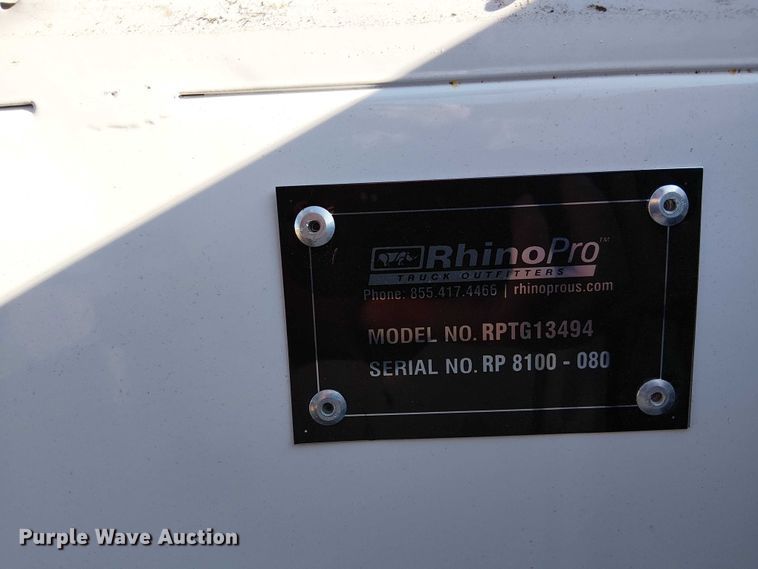 RhinoPro™
TRUCK OUTFITTERS
Phone: 855.417.4466 | rhinoprous.com
MODEL NO. RPTG13494
SERIAL NO. RP 8100 - 080
Purple Wave Auction